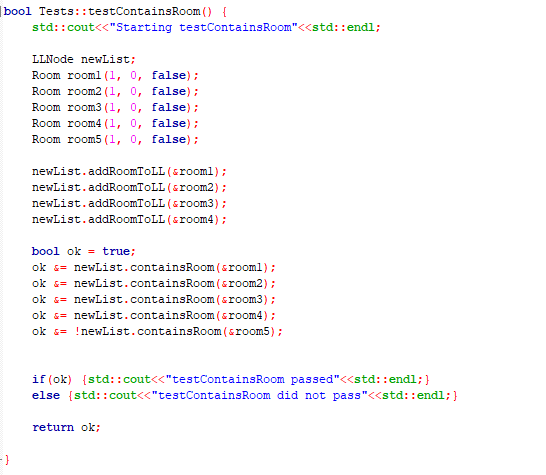 bool Tests::testContainsRoom() {
std::cout<<"Starting testContainsRoom"<<std::endl;
LLNode newList;
Room room1(1, 0, false);
Room room2(1, 0, false);
Room room3(1, 0, false);
Room room4(1, 0, false);
Room room5(1, 0, false);
newList.addRoomToLL(&room1);
newList.addRoomToLL(&room2);
newList.addRoomToLL(&room3);
newList.addRoomToLL(&room4);
bool ok = true;
ok &= newList.containsRoom(&room1);
ok &= newList.containsRoom(&room2);
ok &= newList.containsRoom(&room3);
ok &= newList.containsRoom(&room4);
ok &= !newList.containsRoom(&room5);
if(ok) {std::cout<<"testContainsRoom passed"<<std::endl;}
else {std::cout<<"testContainsRoom did not pass"<<std::endl;}
return ok;
}